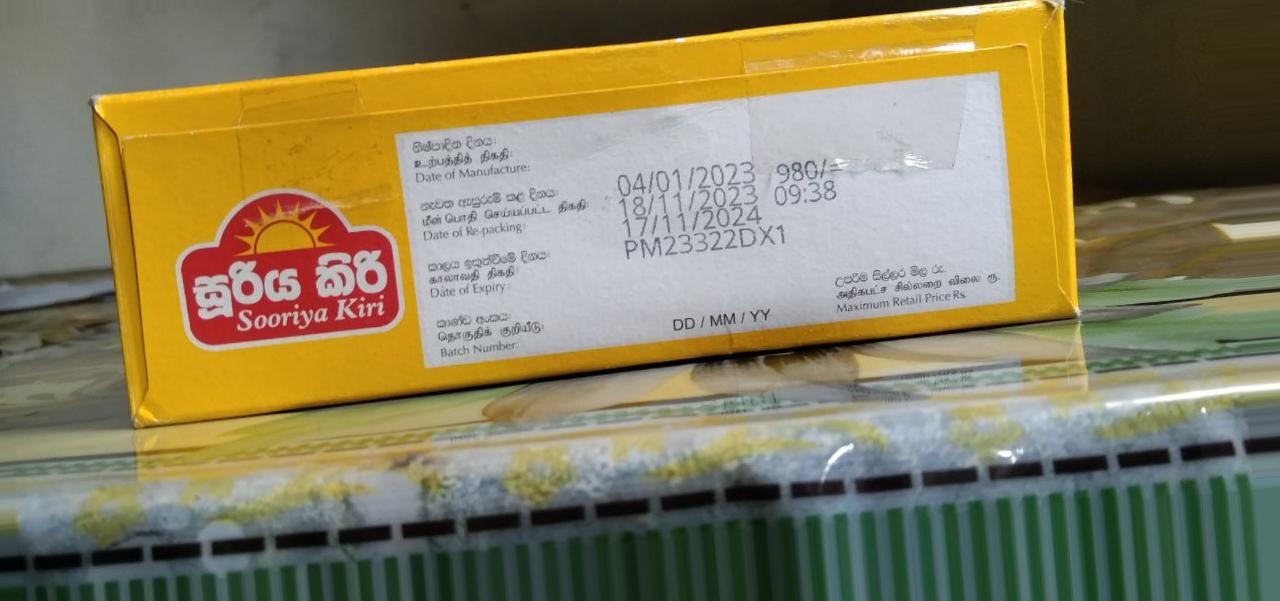 සූරිය කිරි
Sooriya Kiri
නිෂ්පාදිත දිනය:
உற்பத்தித் திகதி:
Date of Manufacture:
නැවත ඇසුරුම් කළ දිනය:
மீள் பொதி செய்யப்பட்ட திகதி:
Date of Re-packing:
කාලය ඉකුත්වීමේ දිනය:
காலாவதி திகதி:
Date of Expiry:
කාණ්ඩ අංකය:
தொகுதிக் குறியீடு:
Batch Number:
04/01/2023 980/=
18/11/2023 09:38
17/11/2024
PM23322DX1
DD / MM / YY
උපරිම සිල්ලර මිල රු.
அதிகபட்ச சில்லறை விலை ரூ.
Maximum Retail Price Rs.